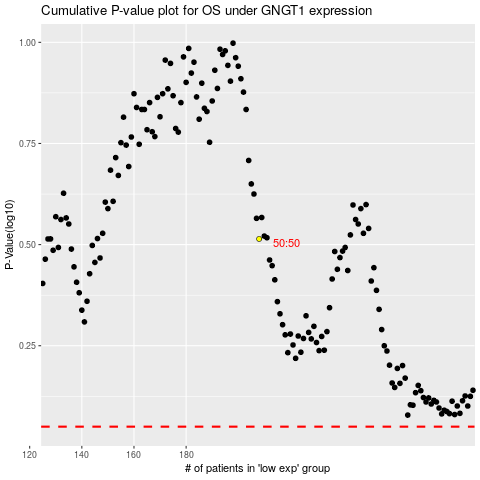 Cumulative P-value plot for OS under GNGT1 expression
P-Value(log10)
1.00
0.75
0.50
0.25
50:50
120 140 160 180
# of patients in 'low exp' group